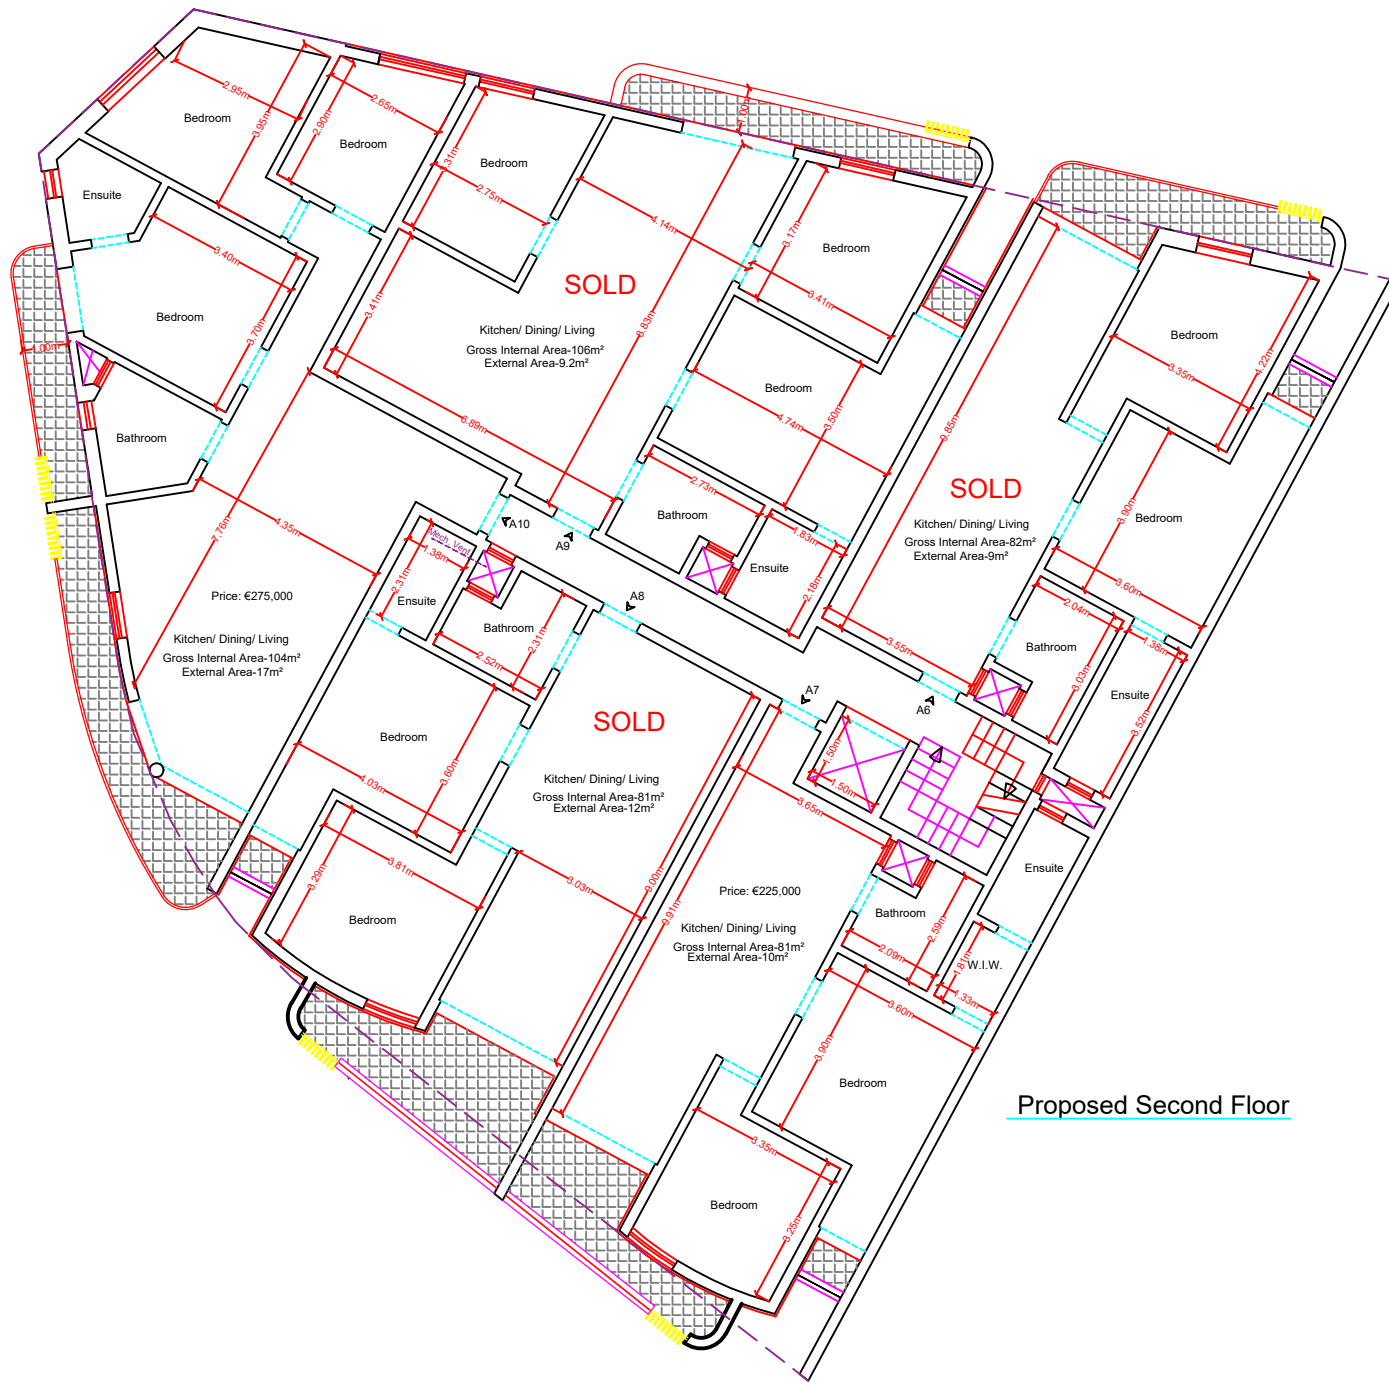 2.95m
3.95m
Bedroom
2.65m
2.90m
Bedroom
3.31m
2.75m
Bedroom
1.00m
Ensuite
3.40m
3.70m
Bedroom
4.14m
SOLD
3.41m
Kitchen/ Dining/ Living
Gross Internal Area-106m²
External Area-9.2m²
8.83m
6.89m
3.17m
Bedroom
3.41m
Bedroom
4.74m
3.50m
2.73m
Bathroom
1.83m
Ensuite
2.18m
1.00m
Bathroom
7.76m
4.35m
Price: €275,000
Kitchen/ Dining/ Living
Gross Internal Area-104m²
External Area-17m²
A10
A9
Mech. Vent
1.38m
2.31m
Ensuite
Bathroom
2.31m
2.52m
A8
9.85m
SOLD
Kitchen/ Dining/ Living
Gross Internal Area-82m²
External Area-9m²
3.55m
Bedroom
3.35m
4.22m
3.90m
Bedroom
3.60m
2.04m
Bathroom
3.03m
1.38m
Ensuite
3.52m
A7
A6
1.50m
1.50m
Bedroom
3.60m
4.03m
SOLD
Kitchen/ Dining/ Living
Gross Internal Area-81m²
External Area-12m²
3.29m
3.81m
Bedroom
3.03m
9.00m
9.91m
3.65m
Price: €225,000
Kitchen/ Dining/ Living
Gross Internal Area-81m²
External Area-10m²
Bathroom
2.59m
2.09m
Ensuite
W.I.W.
1.81m
1.33m
3.60m
3.90m
Bedroom
3.35m
Bedroom
3.25m
Proposed Second Floor